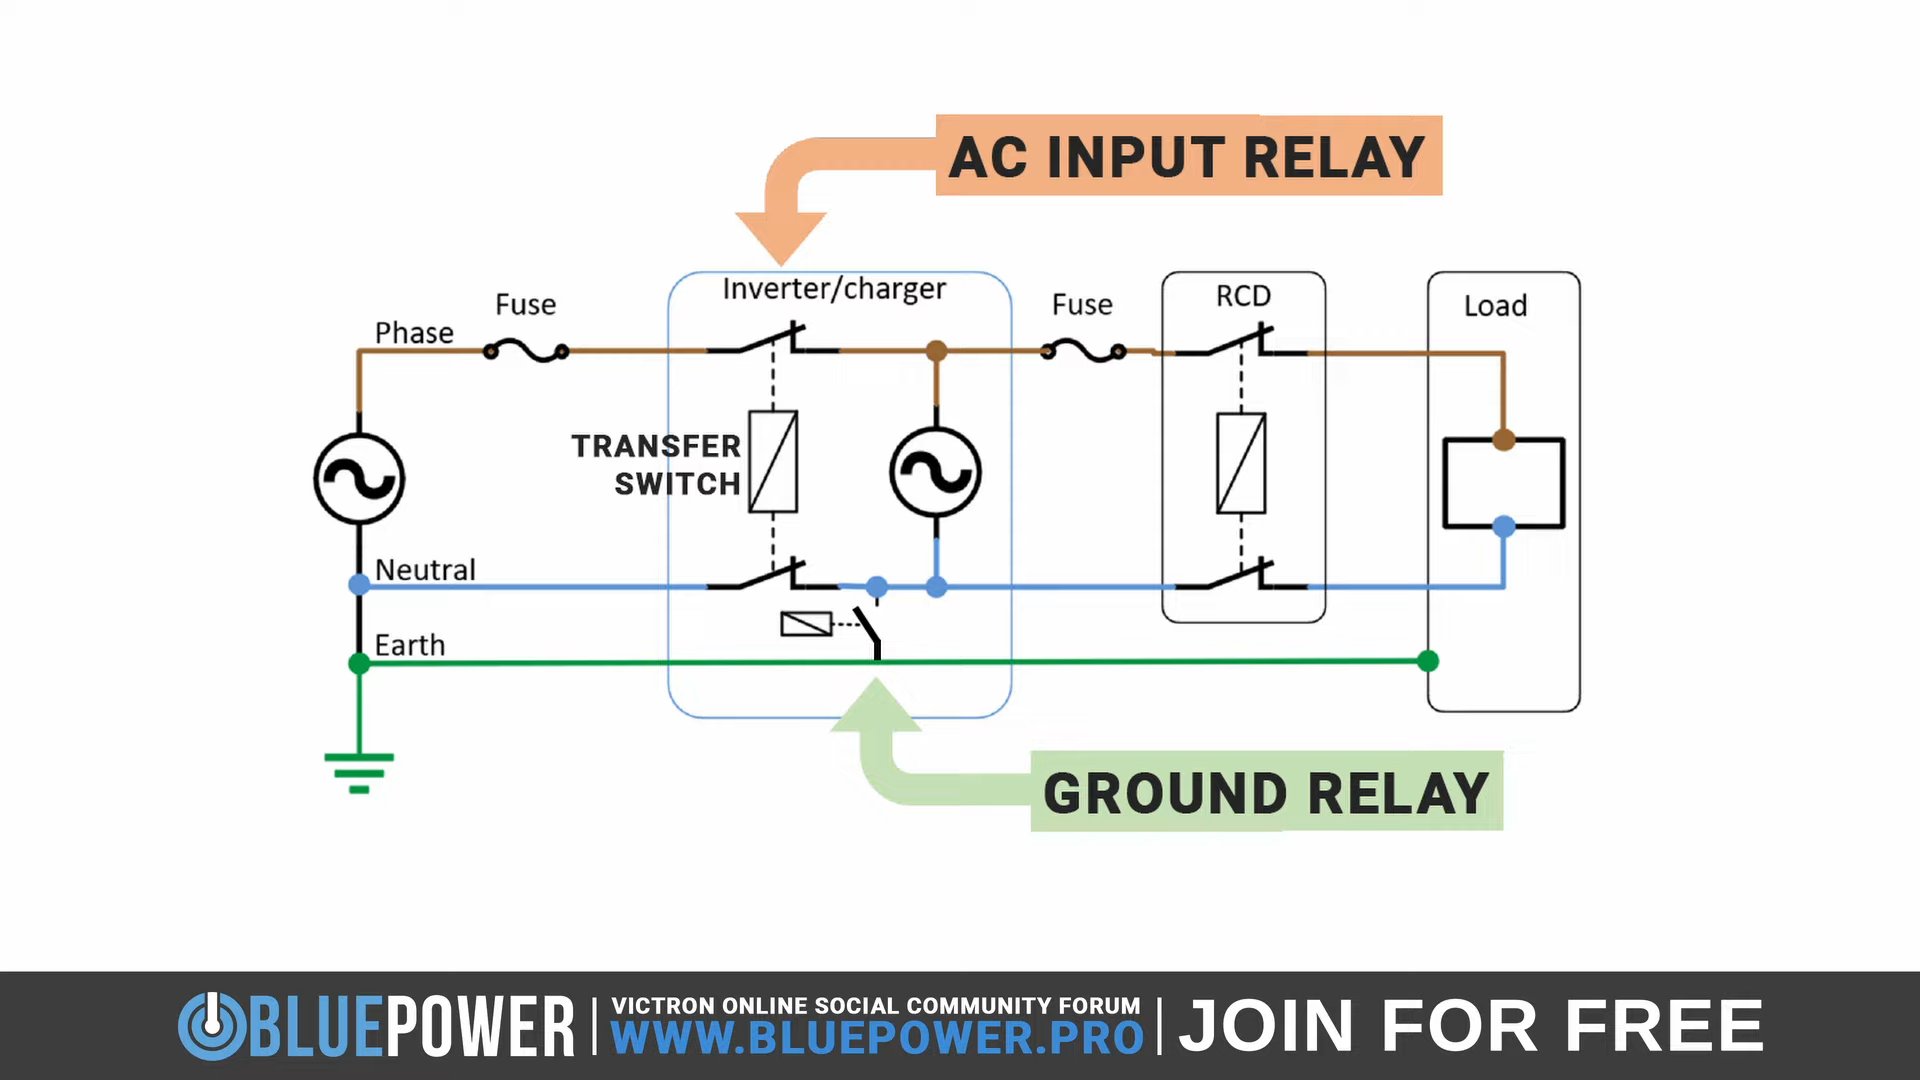 AC INPUT RELAY
Inverter/charger
Fuse
Fuse
RCD
Load
Phase
TRANSFER
SWITCH
Neutral
Earth
GROUND RELAY
BLUEPOWER
VICTRON ONLINE SOCIAL COMMUNITY FORUM
WWW.BLUEPOWER.PRO
JOIN FOR FREE